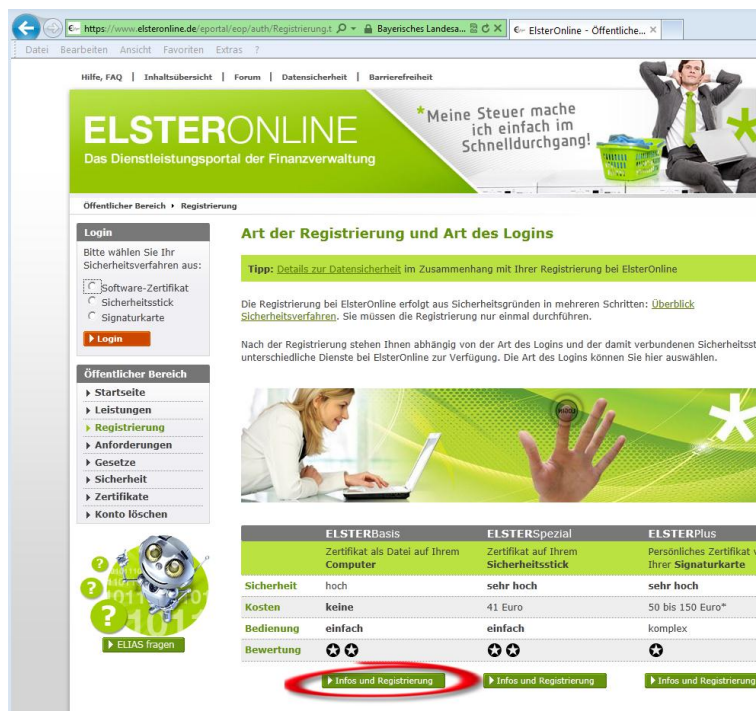 https://www.elsteronline.de/eportal/eop/auth/Registrierung.t
Bayerisches Landesa...
ElsterOnline - Öffentliche...
Datei Bearbeiten Ansicht Favoriten Extras ?
Hilfe, FAQ | Inhaltsübersicht | Forum | Datensicherheit | Barrierefreiheit
ELSTERONLINE
Das Dienstleistungsportal der Finanzverwaltung
*Meine Steuer mache
ich einfach im
Schnelldurchgang!
Öffentlicher Bereich Registrierung
Login
Bitte wählen Sie Ihr
Sicherheitsverfahren aus:
Software-Zertifikat
Sicherheitsstick
Signaturkarte
Login
Öffentlicher Bereich
Startseite
Leistungen
Registrierung
Anforderungen
Gesetze
Sicherheit
Zertifikate
Konto löschen
ELIAS fragen
Art der Registrierung und Art des Logins
Tipp: Details zur Datensicherheit im Zusammenhang mit Ihrer Registrierung bei ElsterOnline
Die Registrierung bei ElsterOnline erfolgt aus Sicherheitsgründen in mehreren Schritten: Überblick
Sicherheitsverfahren. Sie müssen die Registrierung nur einmal durchführen.
Nach der Registrierung stehen Ihnen abhängig von der Art des Logins und der damit verbundenen Sicherheitsst
unterschiedliche Dienste bei ElsterOnline zur Verfügung. Die Art des Logins können Sie hier auswählen.
ELSTERBasis ELSTERSpezial ELSTERPlus
Zertifikat als Datei auf Ihrem Zertifikat auf Ihrem Persönliches Zertifikat
Computer Sicherheitsstick Ihrer Signaturkarte
Sicherheit hoch sehr hoch sehr hoch
Kosten keine 41 Euro 50 bis 150 Euro*
Bedienung einfach einfach komplex
Bewertung
Infos und Registrierung Infos und Registrierung Infos und Registrierung